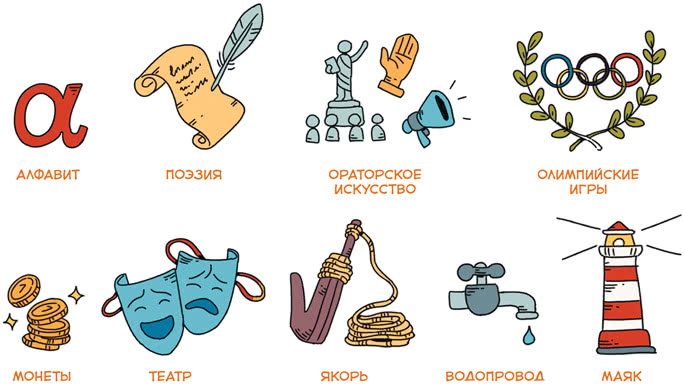 АЛФАВИТ
ПОЭЗИЯ
ОРАТОРСКОЕ
ИСКУССТВО
ОЛИМПИЙСКИЕ
ИГРЫ
МОНЕТЫ
ТЕАТР
ЯКОРЬ
ВОДОПРОВОД
МАЯК